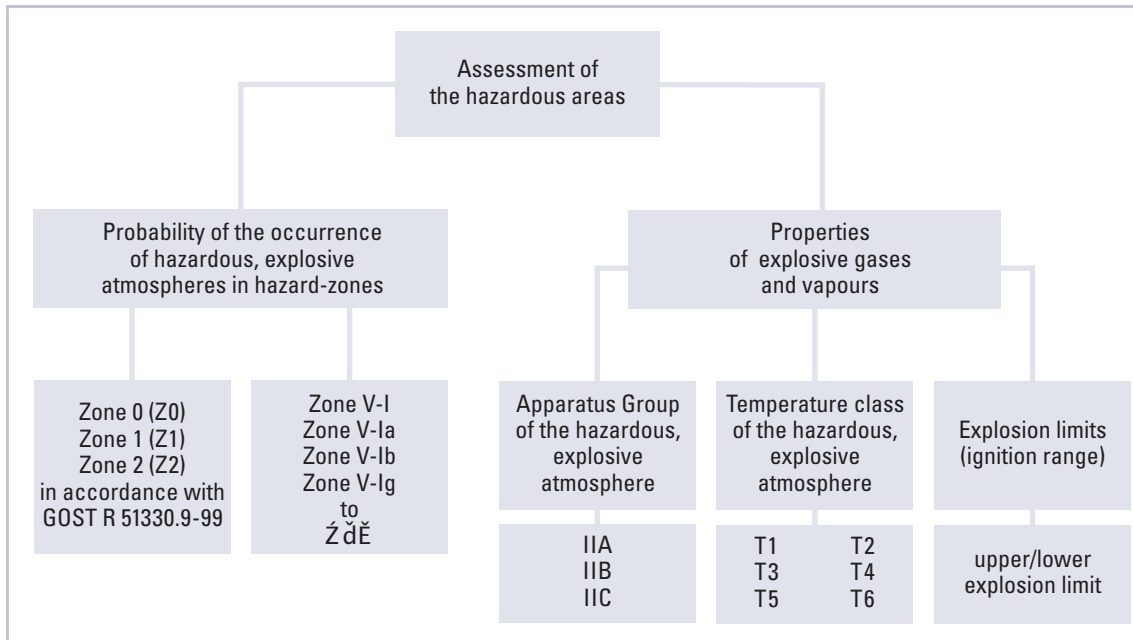 Assessment of
the hazardous areas
Probability of the occurrence
of hazardous, explosive
atmospheres in hazard-zones
Properties
of explosive gases
and vapours
Zone 0 (Z0)
Zone 1 (Z1)
Zone 2 (Z2)
in accordance with
GOST R 51330.9-99
Zone V-I
Zone V-Ia
Zone V-Ib
Zone V-Ig
to
ŹďĚ
Apparatus Group
of the hazardous,
explosive
atmosphere
Temperature class
of the hazardous,
explosive
atmosphere
Explosion limits
(ignition range)
IIA
IIB
IIC
T1 T2
T3 T4
T5 T6
upper/lower
explosion limit